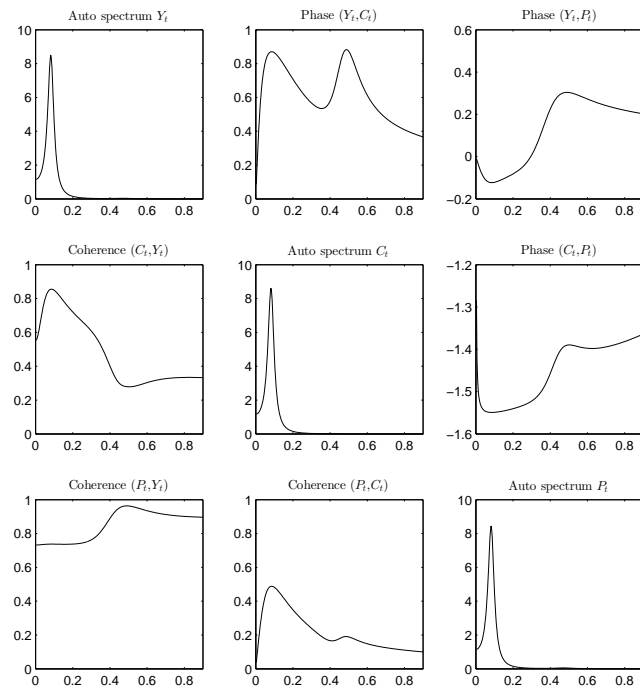 Auto spectrum Y_t
Phase (Y_t,C_t)
Phase (Y_t,P_t)
10
8
6
4
2
0
0 0.2 0.4 0.6 0.8
1
0.8
0.6
0.4
0.2
0
0 0.2 0.4 0.6 0.8
0.6
0.4
0.2
0
−0.2
0 0.2 0.4 0.6 0.8
Coherence (C_t,Y_t)
Auto spectrum C_t
Phase (C_t,P_t)
1
0.8
0.6
0.4
0.2
0
0 0.2 0.4 0.6 0.8
10
8
6
4
2
0
0 0.2 0.4 0.6 0.8
−1.2
−1.3
−1.4
−1.5
−1.6
0 0.2 0.4 0.6 0.8
Coherence (P_t,Y_t)
Coherence (P_t,C_t)
Auto spectrum P_t
1
0.8
0.6
0.4
0.2
0
0 0.2 0.4 0.6 0.8
1
0.8
0.6
0.4
0.2
0
0 0.2 0.4 0.6 0.8
10
8
6
4
2
0
0 0.2 0.4 0.6 0.8